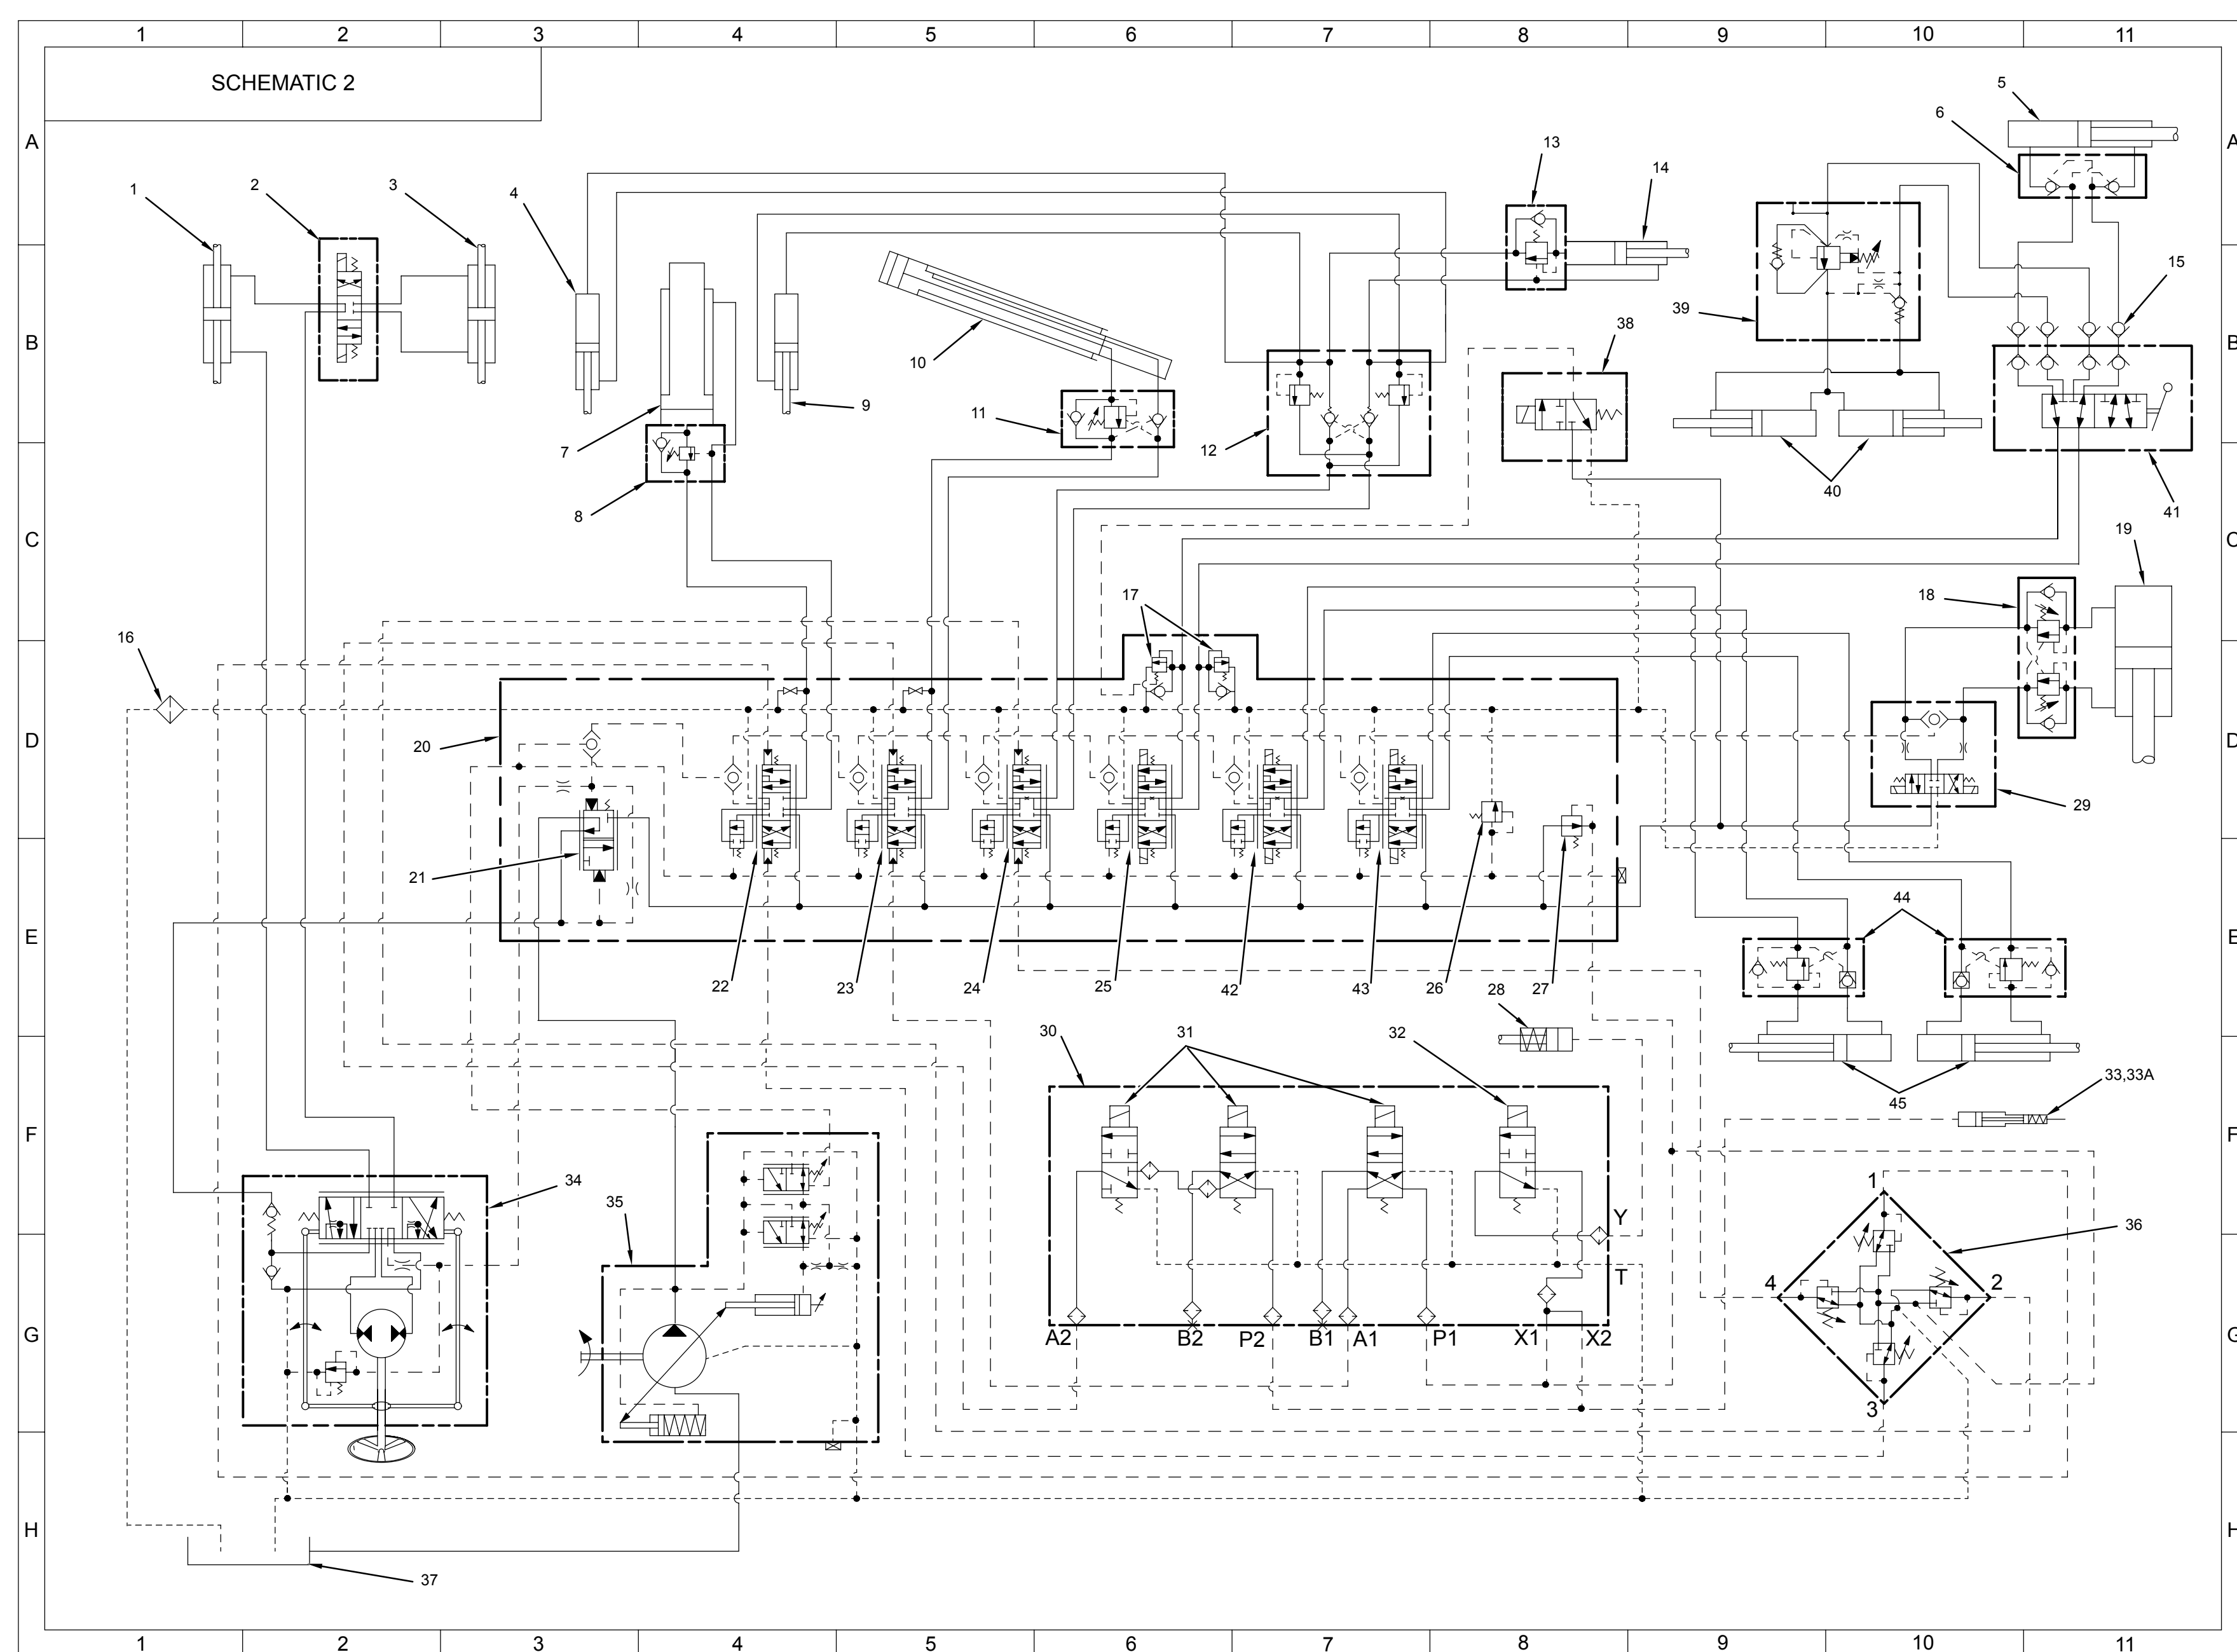 1 2 3 4 5 6 7 8 9 10 11
SCHEMATIC 2
5
6
A
A
13
14
1
2
3
4
15
39
38
B
B
10
9
7
11
12
8
40
41
C
C
19
17
18
16
D
D
20
29
21
44
E
E
22
23
24
25
42
43
26
27
28
30
31
32
33,33A
45
F
F
34
35
1
36
Y
T
4
2
G
G
A2
B2
P2
B1
A1
P1
X1
X2
3
H
H
37
1 2 3 4 5 6 7 8 9 10 11